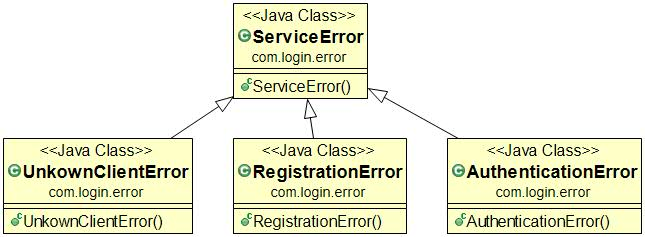 <<Java Class>>
ServiceError
com.login.error
ServiceError()
<<Java Class>>
UnkownClientError
com.login.error
UnkownClientError()
<<Java Class>>
RegistrationError
com.login.error
RegistrationError()
<<Java Class>>
AuthenticationError
com.login.error
AuthenticationError()